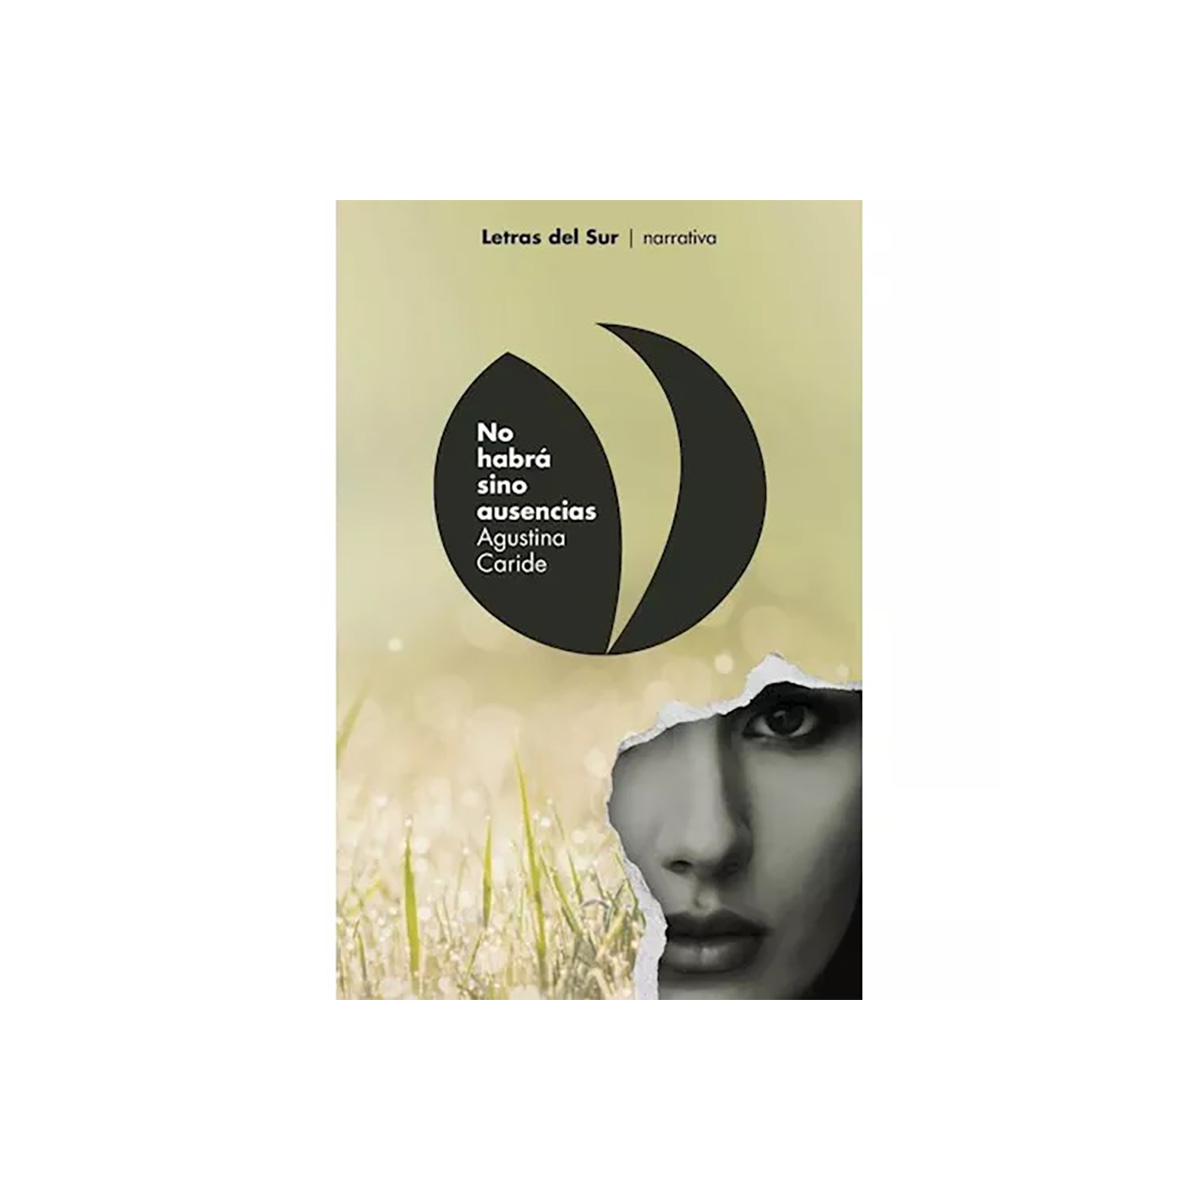 Letras del Sur | narrativa
No
habrá
sino
ausencias
Agustina
Caride